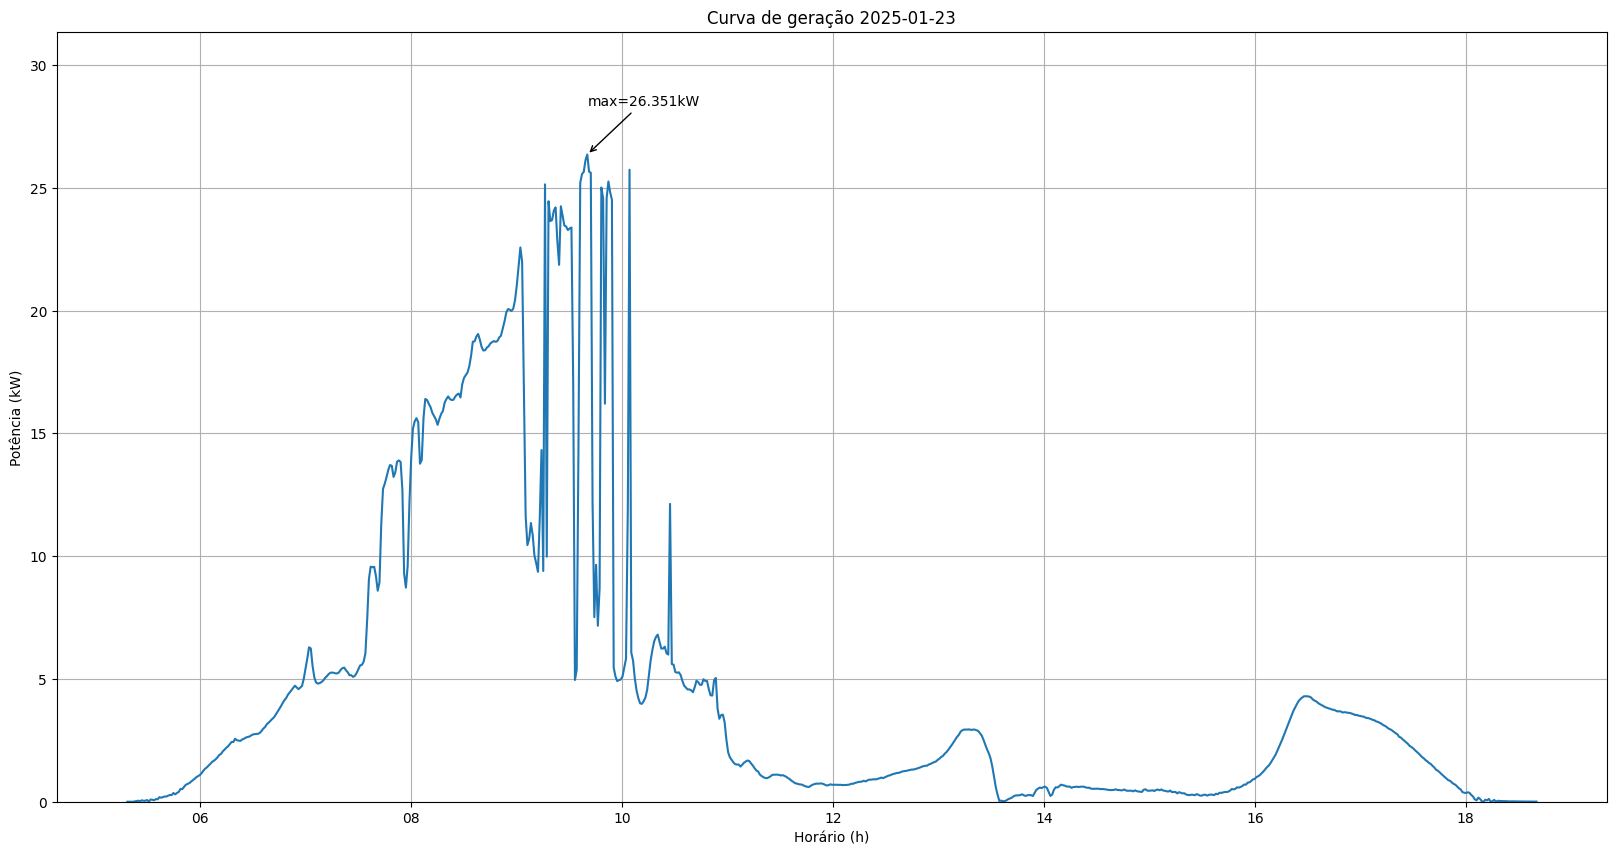 Curva de geração 2025-01-23
30
max=26.351kW
25
20
15
10
5
0
Potência (kW)
06 08 10 12 14 16 18
Horário (h)